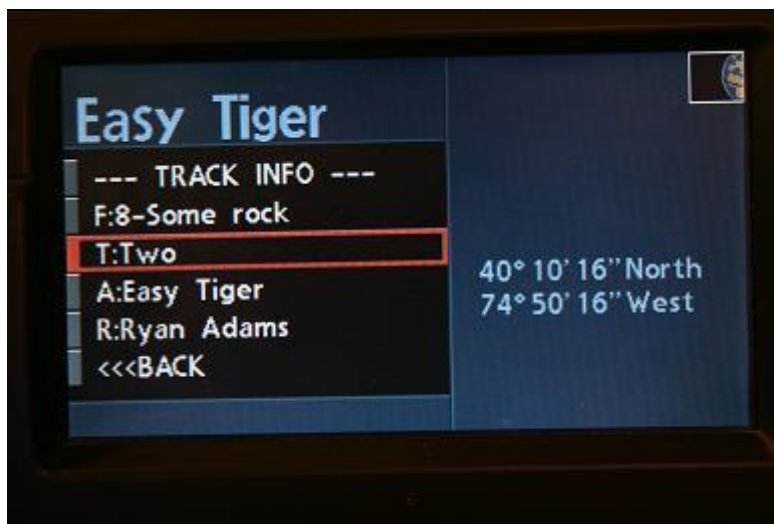 Easy Tiger
--- TRACK INFO ---
F:8-Some rock
T:Two
A:Easy Tiger
R:Ryan Adams
<<<BACK
40° 10' 16" North
74° 50' 16" West